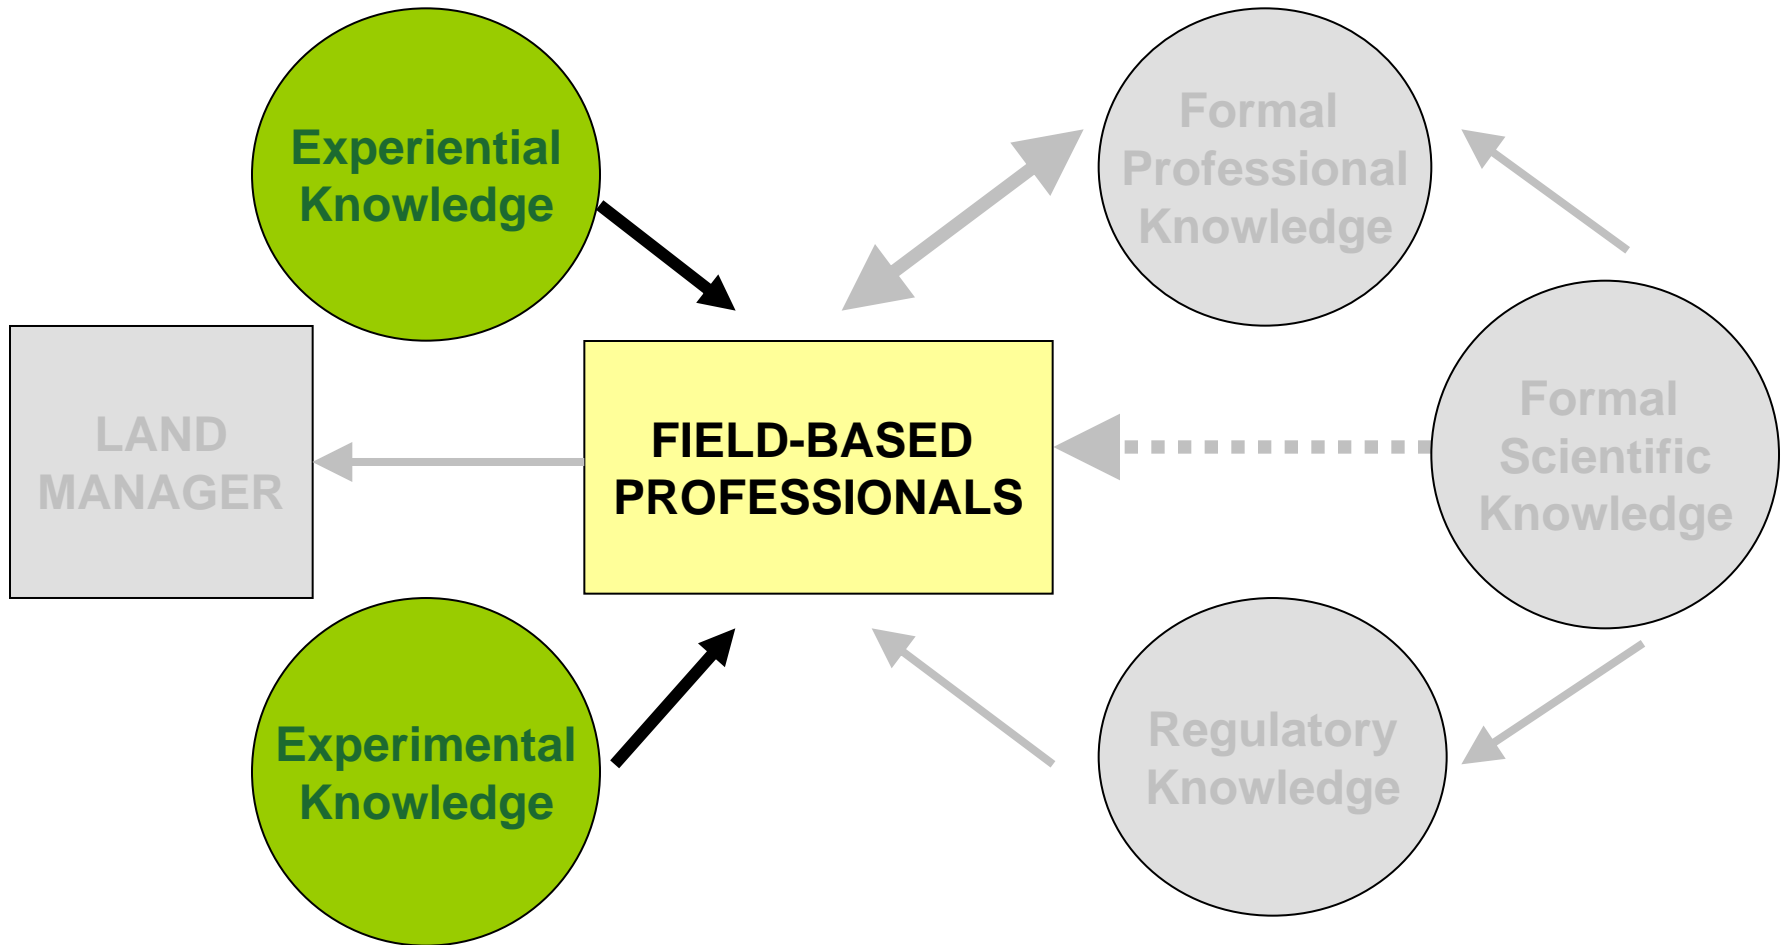 Experiential
Knowledge
Formal
Professional
Knowledge
LAND
MANAGER
FIELD-BASED
PROFESSIONALS
Formal
Scientific
Knowledge
Experimental
Knowledge
Regulatory
Knowledge